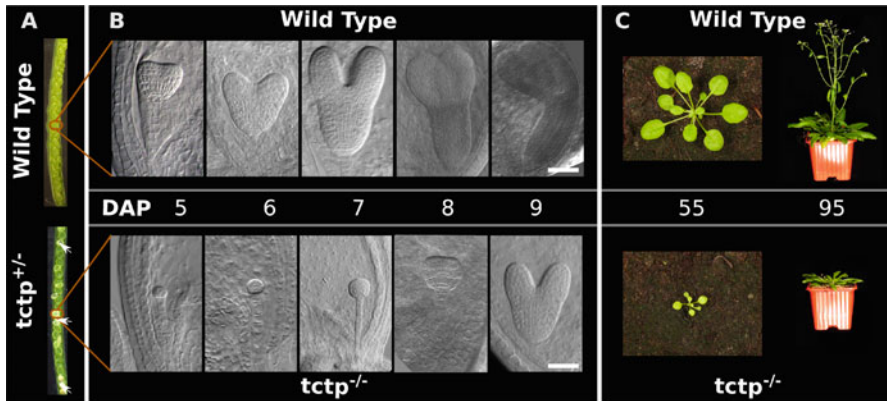 A
B
Wild Type
C
Wild Type
Wild Type
DAP 5 6 7 8 9
55 95
tctp+/-
tctp-/-
tctp-/-